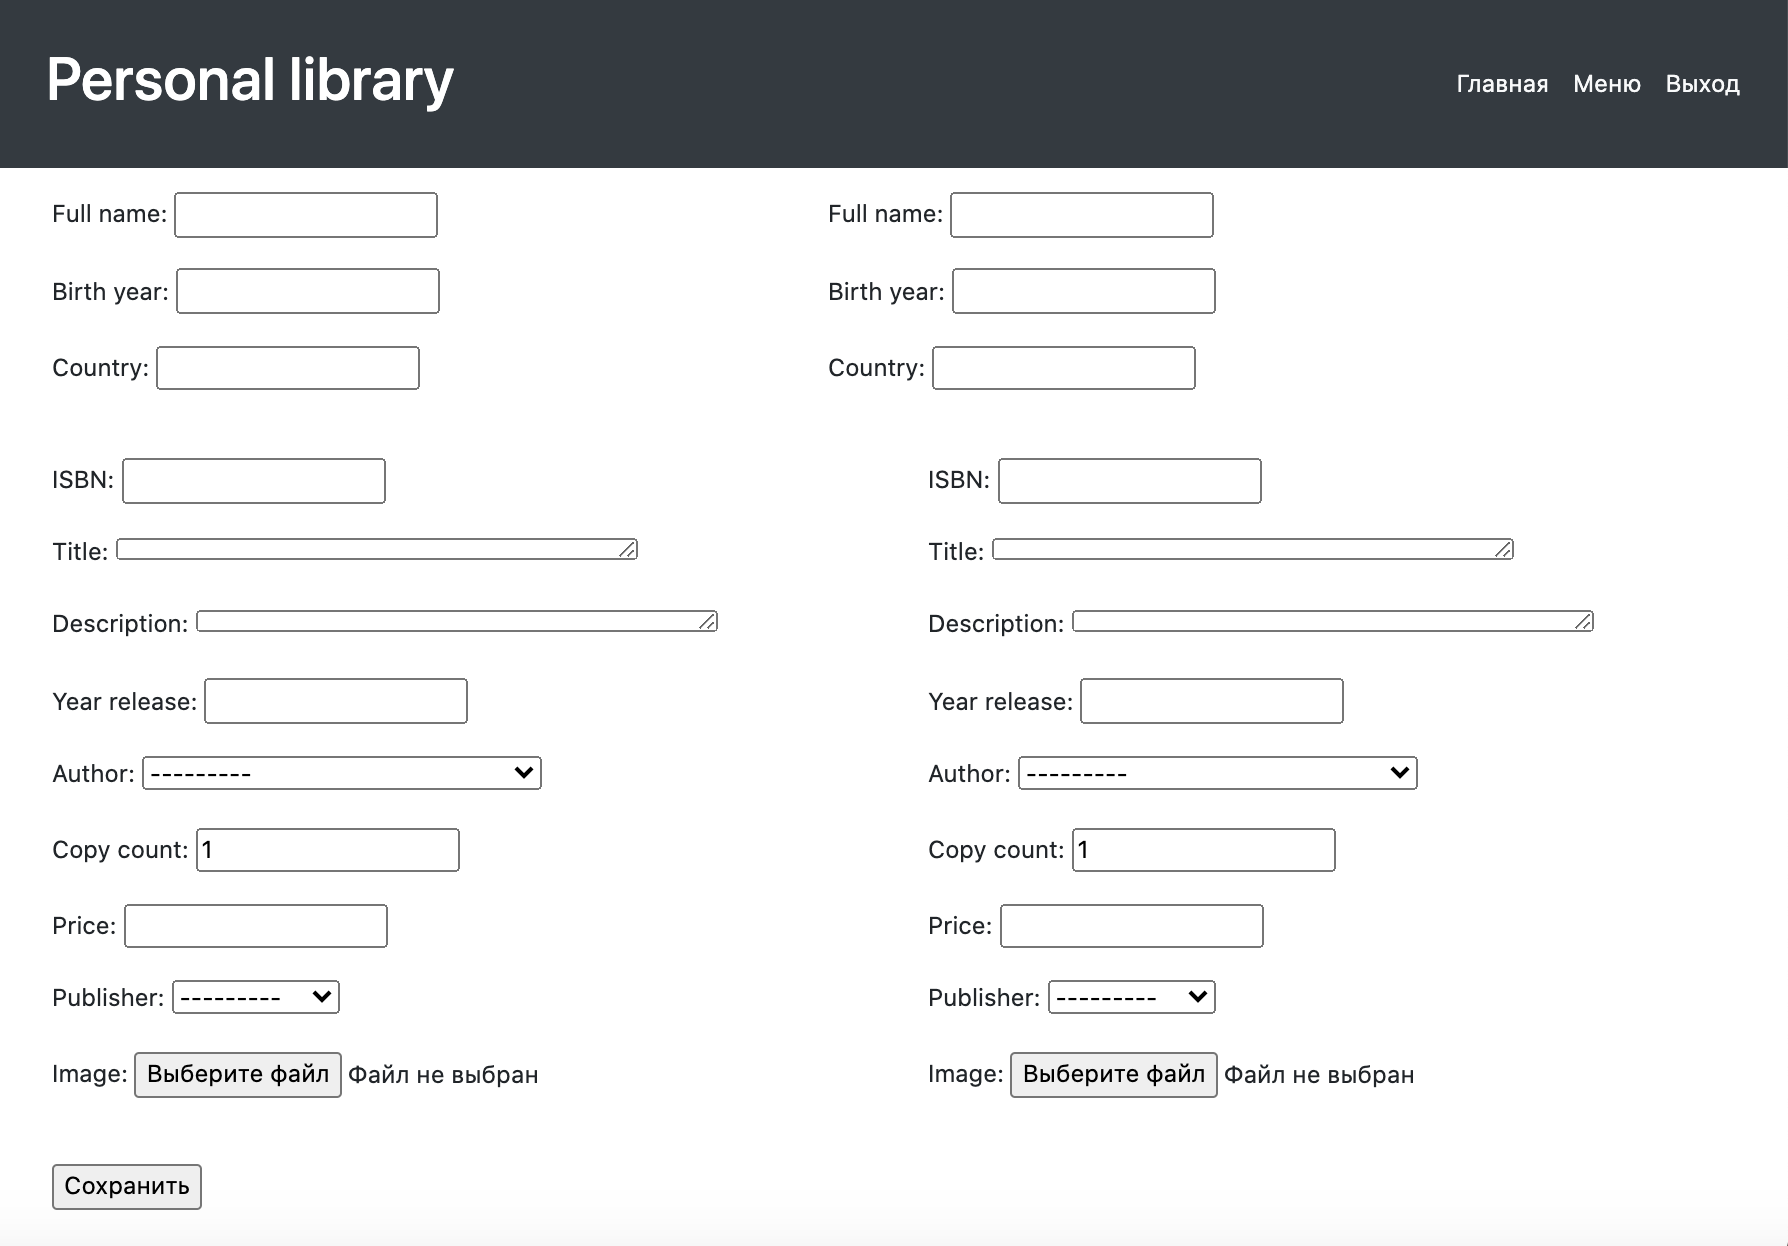 Personal library
Главная Меню Выход
Full name: Full name:
Birth year: Birth year:
Country: Country:
ISBN: ISBN:
Title: Title:
Description: Description:
Year release: Year release:
Author: --------- Author: ---------
Copy count: 1 Copy count: 1
Price: Price:
Publisher: --------- Publisher: ---------
Image: Выберите файл Файл не выбран Image: Выберите файл Файл не выбран
Сохранить